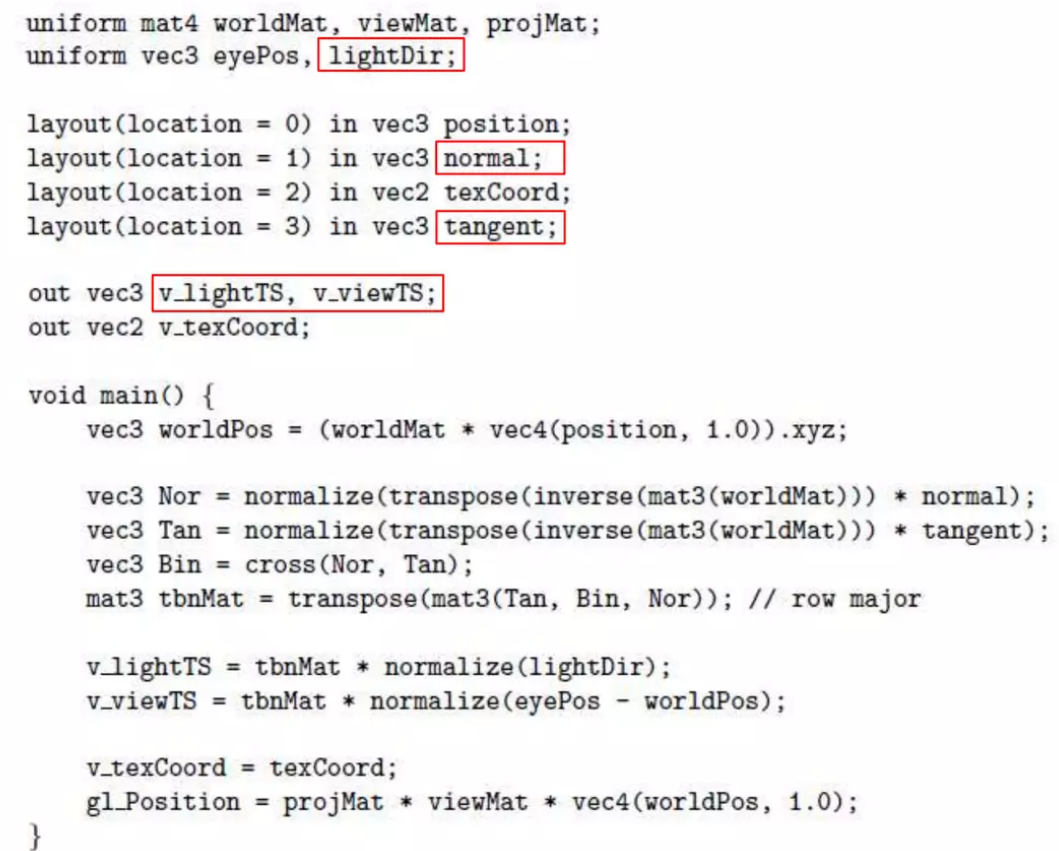 uniform mat4 worldMat, viewMat, projMat;
uniform vec3 eyePos, lightDir;
layout(location = 0) in vec3 position;
layout(location = 1) in vec3 normal;
layout(location = 2) in vec2 texCoord;
layout(location = 3) in vec3 tangent;
out vec3 v_lightTS, v_viewTS;
out vec2 v_texCoord;
void main() {
vec3 worldPos = (worldMat * vec4(position, 1.0)).xyz;
vec3 Nor = normalize(transpose(inverse(mat3(worldMat))) * normal);
vec3 Tan = normalize(transpose(inverse(mat3(worldMat))) * tangent);
vec3 Bin = cross(Nor, Tan);
mat3 tbnMat = transpose(mat3(Tan, Bin, Nor)); // row major
v_lightTS = tbnMat * normalize(lightDir);
v_viewTS = tbnMat * normalize(eyePos - worldPos);
v_texCoord = texCoord;
gl_Position = projMat * viewMat * vec4(worldPos, 1.0);
}